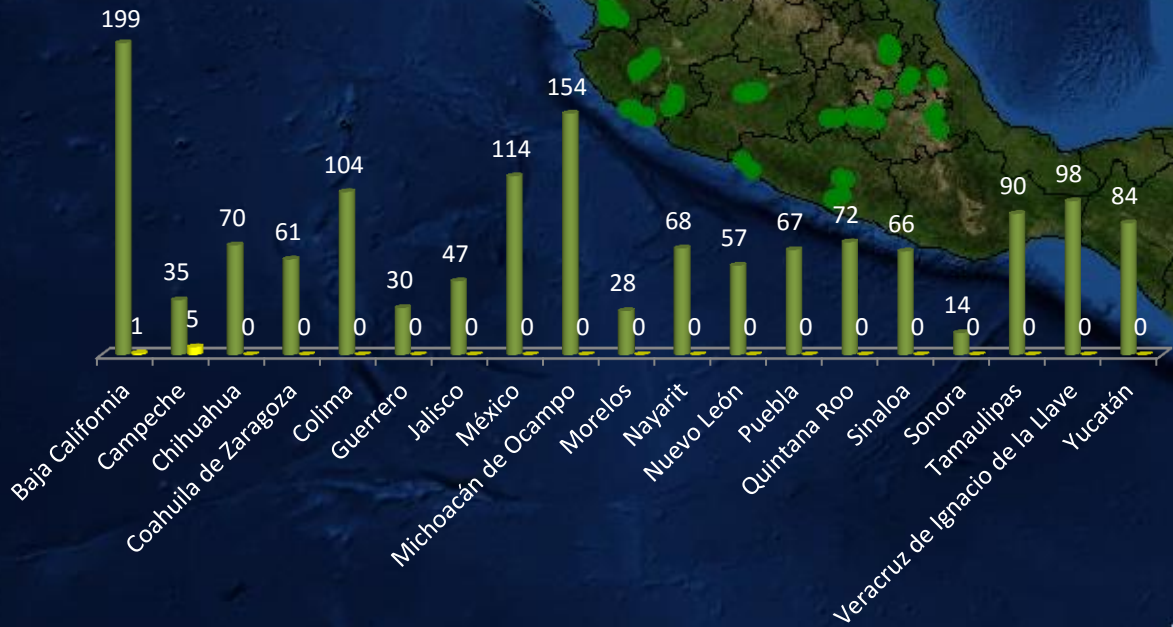 199
1
35
5
70
0
61
0
104
0
30
0
47
0
114
0
154
0
28
0
68
0
57
0
67
0
72
0
66
0
14
0
90
0
98
0
84
0
Baja California
Campeche
Chihuahua
Coahuila de Zaragoza
Colima
Guerrero
Jalisco
México
Michoacán de Ocampo
Morelos
Nayarit
Nuevo León
Puebla
Quintana Roo
Sinaloa
Sonora
Tamaulipas
Veracruz de Ignacio de la Llave
Yucatán